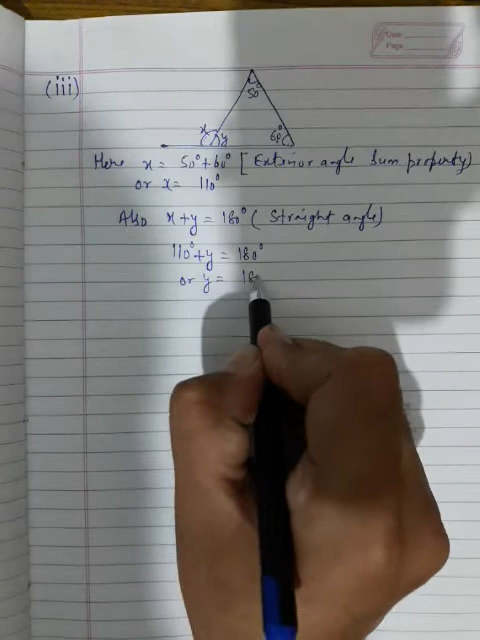 Date
Page
(iii)
50°
x y 60°
Here x = 50°+60° [Exterior angle Sum property)
or x = 110°
Also x+y = 180° (Straight angle)
110°+y = 180°
or y = 180